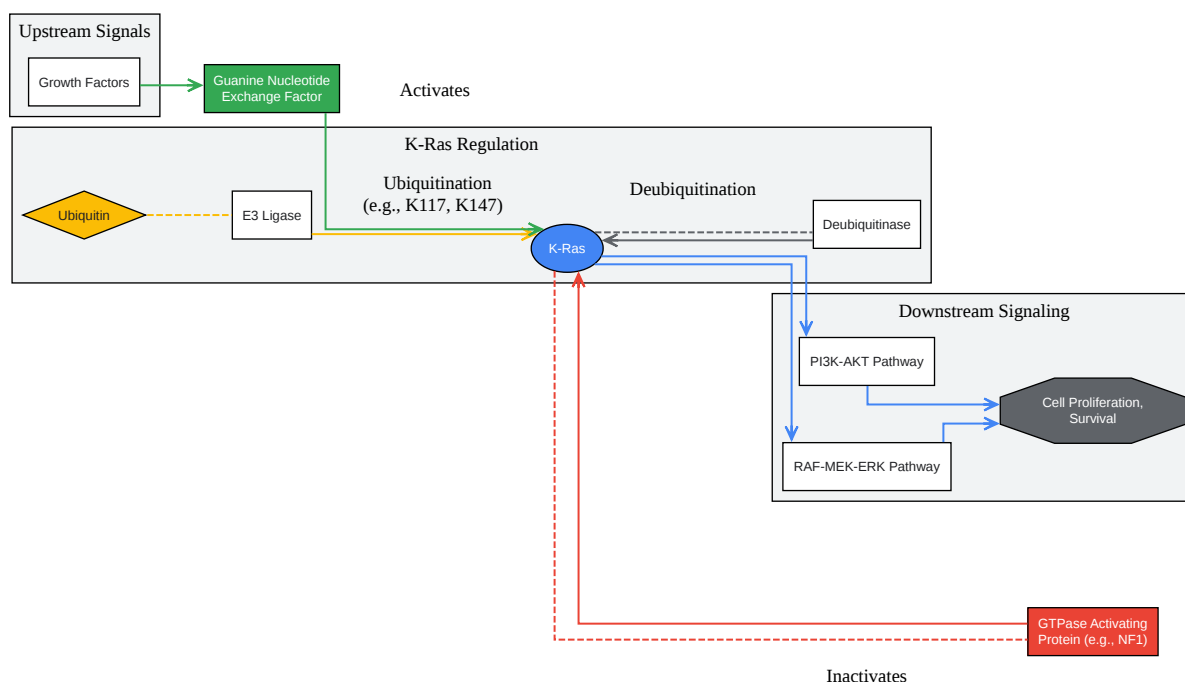 Upstream Signals
Growth Factors
Guanine Nucleotide
Exchange Factor
Activates
K-Ras Regulation
Ubiquitination
(e.g., K117, K147)
Deubiquitination
Ubiquitin
E3 Ligase
K-Ras
Deubiquitinase
Downstream Signaling
PI3K-AKT Pathway
Cell Proliferation,
Survival
RAF-MEK-ERK Pathway
GTPase Activating
Protein (e.g., NF1)
Inactivates